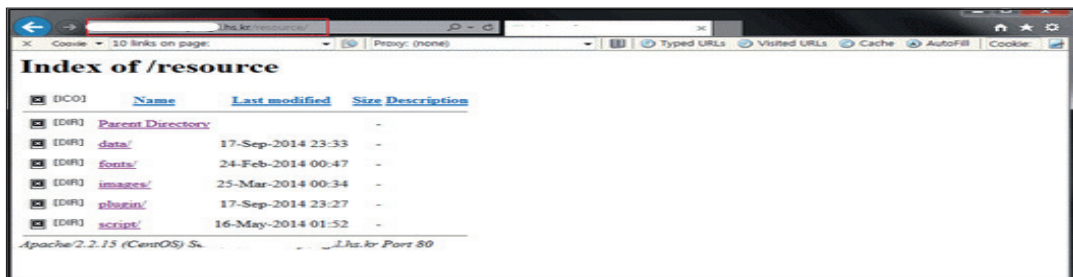 .hs.kr/resource/
× Cookie 10 links on page: Proxy: (none) Typed URLs Visited URLs Cache AutoFill Cookie:
Index of /resource
[ICO] Name Last modified Size Description
[DIR] Parent Directory -
[DIR] data/ 17-Sep-2014 23:33 -
[DIR] fonts/ 24-Feb-2014 00:47 -
[DIR] images/ 25-Mar-2014 00:34 -
[DIR] plugin/ 17-Sep-2014 23:27 -
[DIR] script/ 16-May-2014 01:52 -
Apache/2.2.15 (CentOS) .hs.kr Port 80